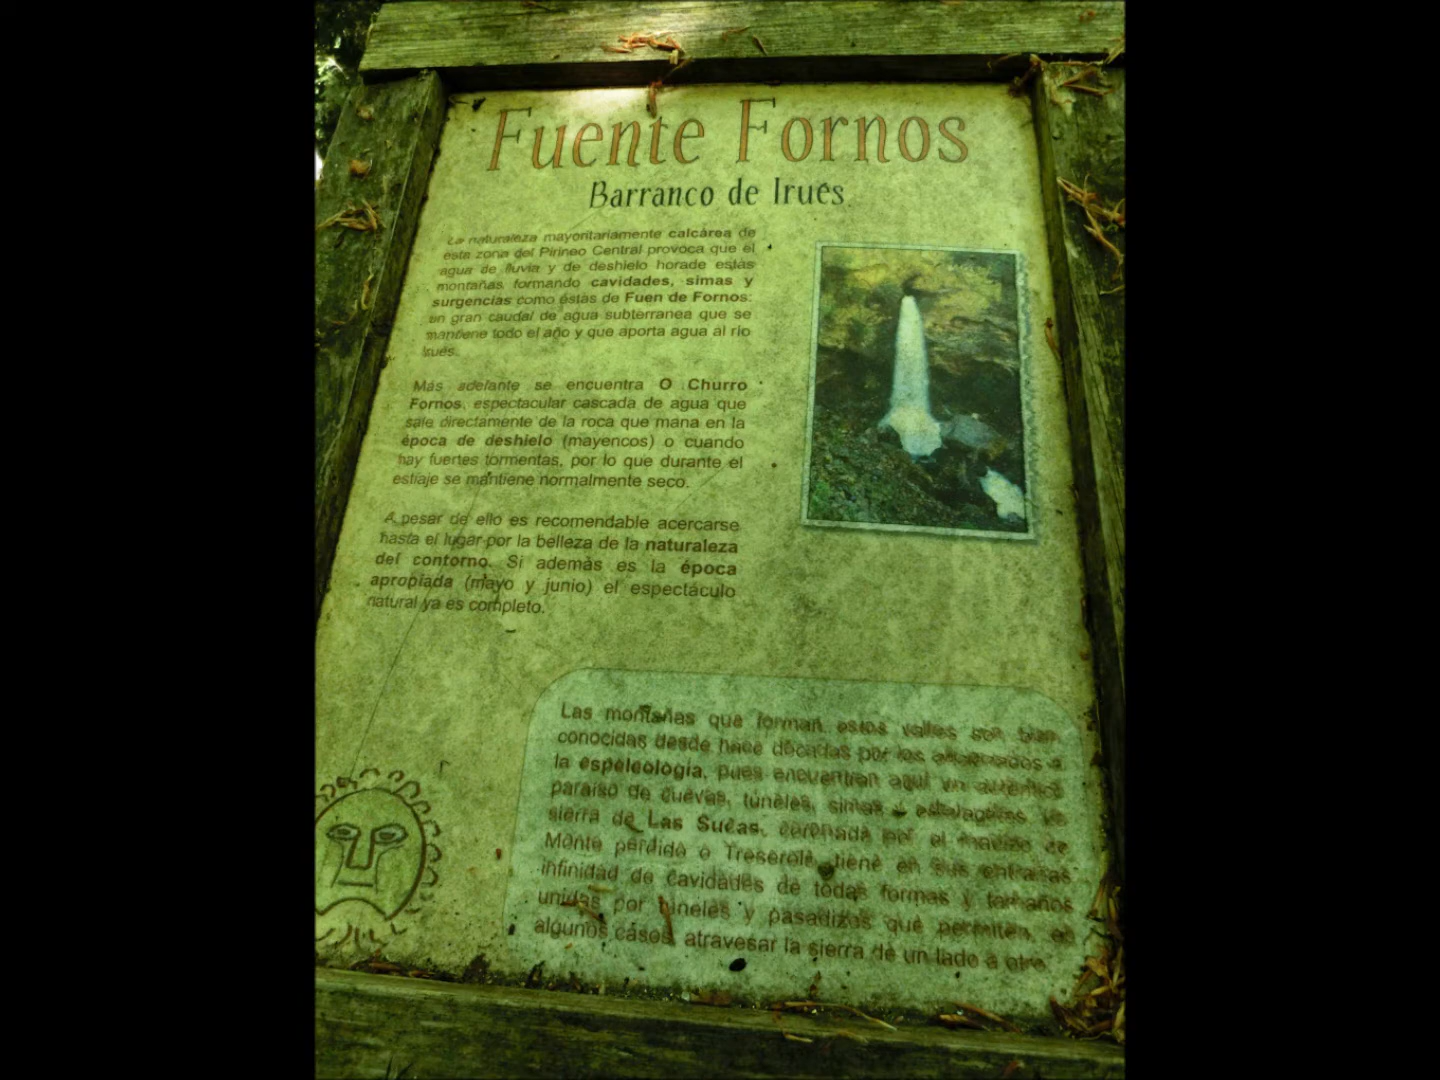 Fuente Fornos
Barranco de Irués
La naturaleza mayoritariamente calcárea de
esta zona del Pirineo Central provoca que el
agua de lluvia y de deshielo horade estas
montañas, formando cavidades, simas y
surgencias como éstas de Fuen de Fornos:
un gran caudal de agua subterranea que se
mantiene todo el año y que aporta agua al río
Irués.
Más adelante se encuentra O Churro
Fornos, espectacular cascada de agua que
sale directamente de la roca que mana en la
época de deshielo (mayencos) o cuando
hay fuertes tormentas, por lo que durante el
estiaje se mantiene normalmente seco.
A pesar de ello es recomendable acercarse
hasta el lugar por la belleza de la naturaleza
del contorno. Si además es la época
apropiada (mayo y junio) el espectáculo
natural ya es completo.
Las montañas que forman estos valles son bien
conocidas desde hace décadas por los aficionados a
la espeleología, pues encuentran aquí un auténtico
paraíso de cuevas, túneles, simas
sierra de Las Sucas, coronada por el macizo de
Monte perdido o Treserols, tiene en sus entrañas
infinidad de cavidades de todas formas y tamaños
unidas por túneles y pasadizos que permiten, en
algunos casos, atravesar la sierra de un lado a otro.